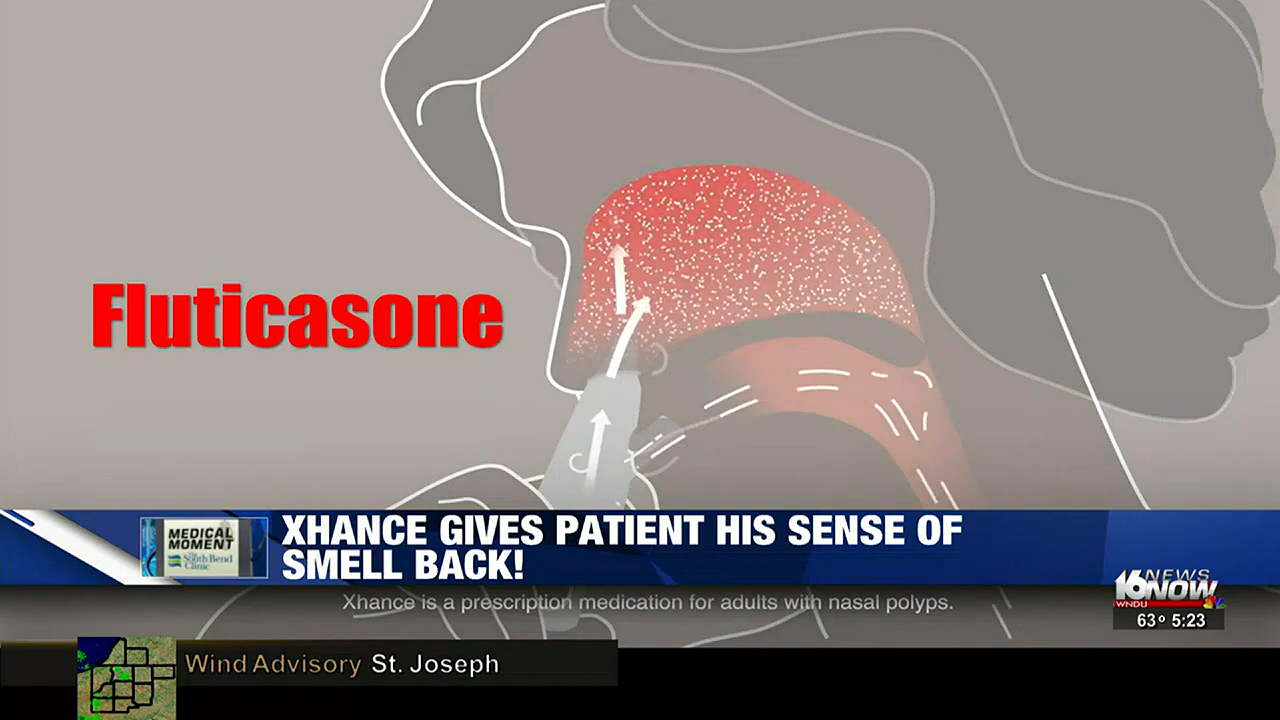 Fluticasone
MEDICAL
MOMENT
The
South Bend
Clinic
XHANCE GIVES PATIENT HIS SENSE OF
SMELL BACK!
Xhance is a prescription medication for adults with nasal polyps.
16 NEWS
NOW
WNDU
63° 5:23
Wind Advisory St. Joseph